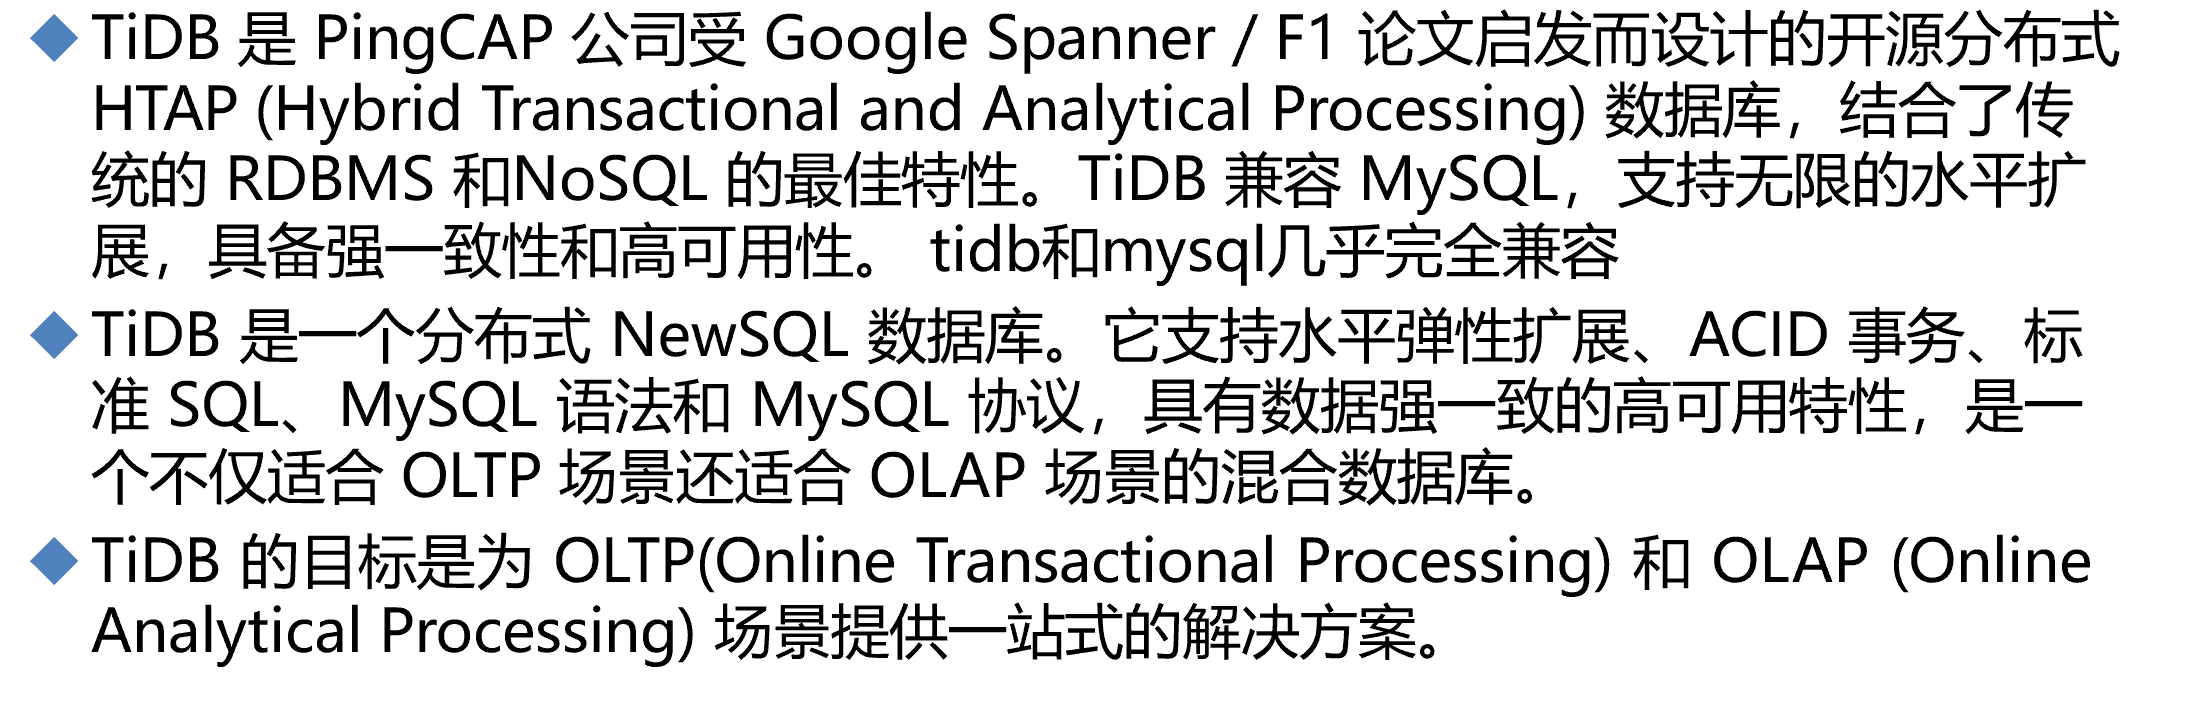 TiDB 是 PingCAP 公司受 Google Spanner / F1 论文启发而设计的开源分布式
HTAP (Hybrid Transactional and Analytical Processing) 数据库，结合了传
统的 RDBMS 和NoSQL 的最佳特性。TiDB 兼容 MySQL，支持无限的水平扩
展，具备强一致性和高可用性。 tidb和mysql几乎完全兼容
TiDB 是一个分布式 NewSQL 数据库。它支持水平弹性扩展、ACID 事务、标
准 SQL、MySQL 语法和 MySQL 协议，具有数据强一致的高可用特性，是一
个不仅适合 OLTP 场景还适合 OLAP 场景的混合数据库。
TiDB 的目标是为 OLTP(Online Transactional Processing) 和 OLAP (Online
Analytical Processing) 场景提供一站式的解决方案。